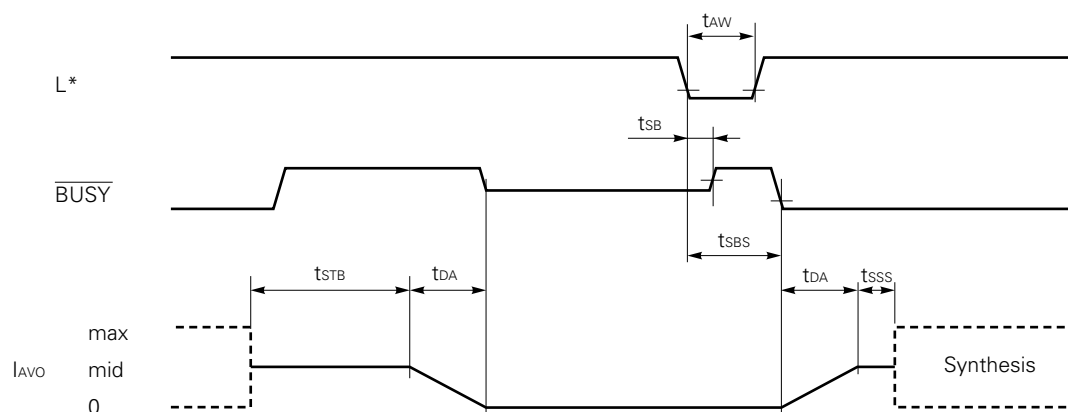 tAW
L*
tSB
BUSY
tSBS
tSTB
tDA
tDA
tSSS
max
IAVO
mid
Synthesis
0